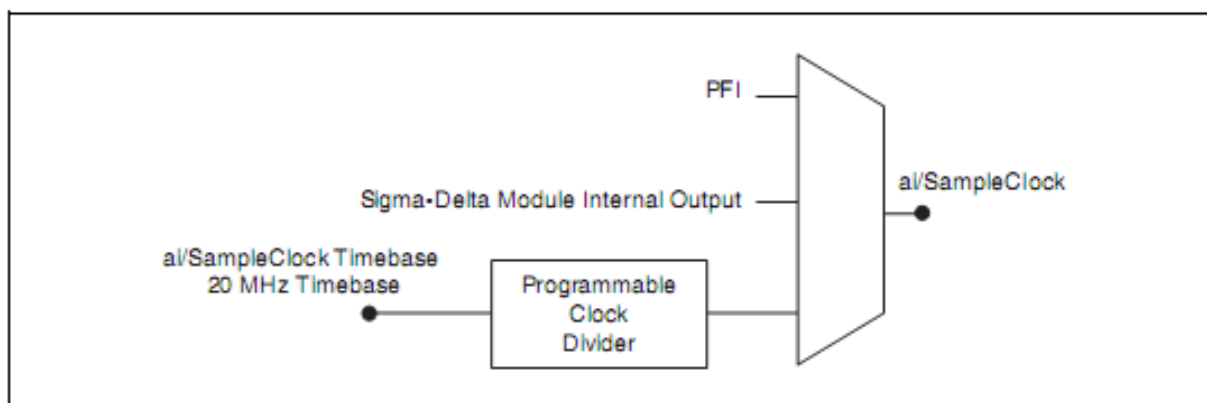 PFI
Sigma-Delta Module Internal Output
ai/SampleClock
ai/SampleClock Timebase
20 MHz Timebase
Programmable
Clock
Divider